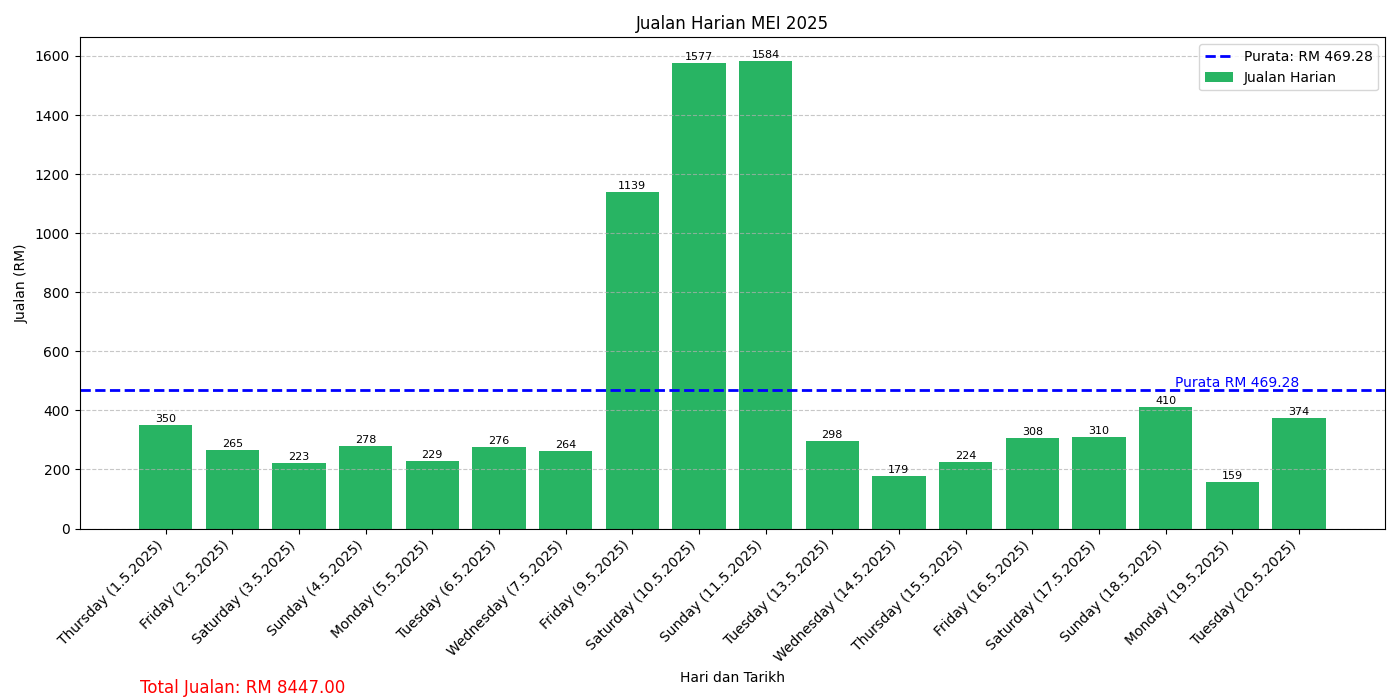 Jualan Harian MEI 2025
Purata: RM 469.28
Jualan Harian
Jualan (RM)
1600
1400
1200
1000
800
600
400
200
0
350
265
223
278
229
276
264
1139
1577
1584
298
179
224
308
310
410
159
374
Purata RM 469.28
Thursday (1.5.2025)
Friday (2.5.2025)
Saturday (3.5.2025)
Sunday (4.5.2025)
Monday (5.5.2025)
Tuesday (6.5.2025)
Wednesday (7.5.2025)
Friday (9.5.2025)
Saturday (10.5.2025)
Sunday (11.5.2025)
Tuesday (13.5.2025)
Wednesday (14.5.2025)
Thursday (15.5.2025)
Friday (16.5.2025)
Saturday (17.5.2025)
Sunday (18.5.2025)
Monday (19.5.2025)
Tuesday (20.5.2025)
Hari dan Tarikh
Total Jualan: RM 8447.00